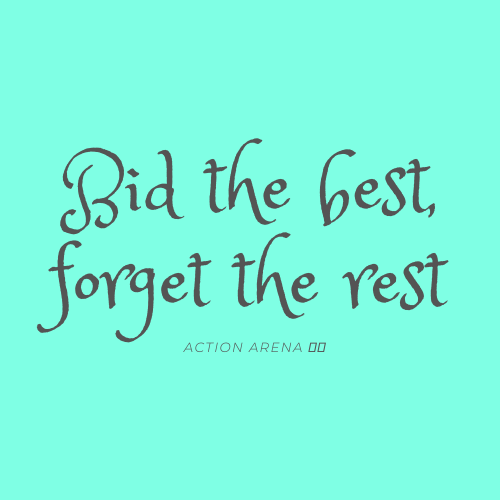 Bid the best,
forget the rest
ACTION ARENA